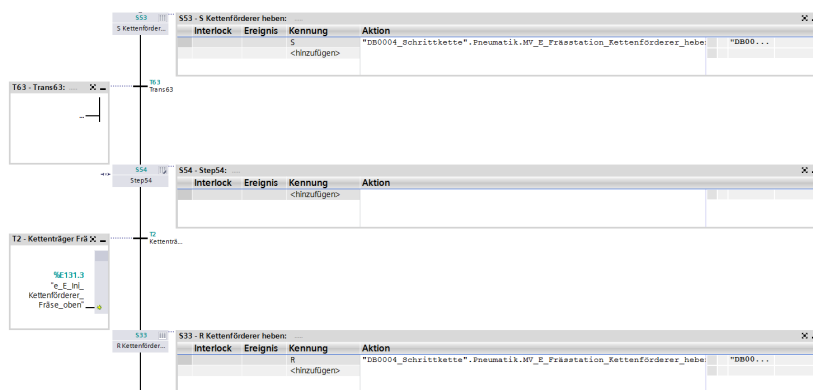 S53
S Kettenförder...
S53 - S Kettenförderer heben: ...
Interlock Ereignis Kennung Aktion
S "DB0004_Schrittkette".Pneumatik.MV_E_Frässtation_Kettenförderer_hebe "DB00...
<hinzufügen>
T63 - Trans63: ...
T63
Trans63
...
S54
Step54
S54 - Step54: ...
Interlock Ereignis Kennung Aktion
<hinzufügen>
T2 - Kettenträger Frä
T2
Ketteнträ...
%E131.3
"e_E_Ini_
Kettenförderer_
Fräse_oben"
S33
R Kettenförder...
S33 - R Kettenförderer heben: ...
Interlock Ereignis Kennung Aktion
R "DB0004_Schrittkette".Pneumatik.MV_E_Frässtation_Kettenförderer_hebe "DB00...
<hinzufügen>